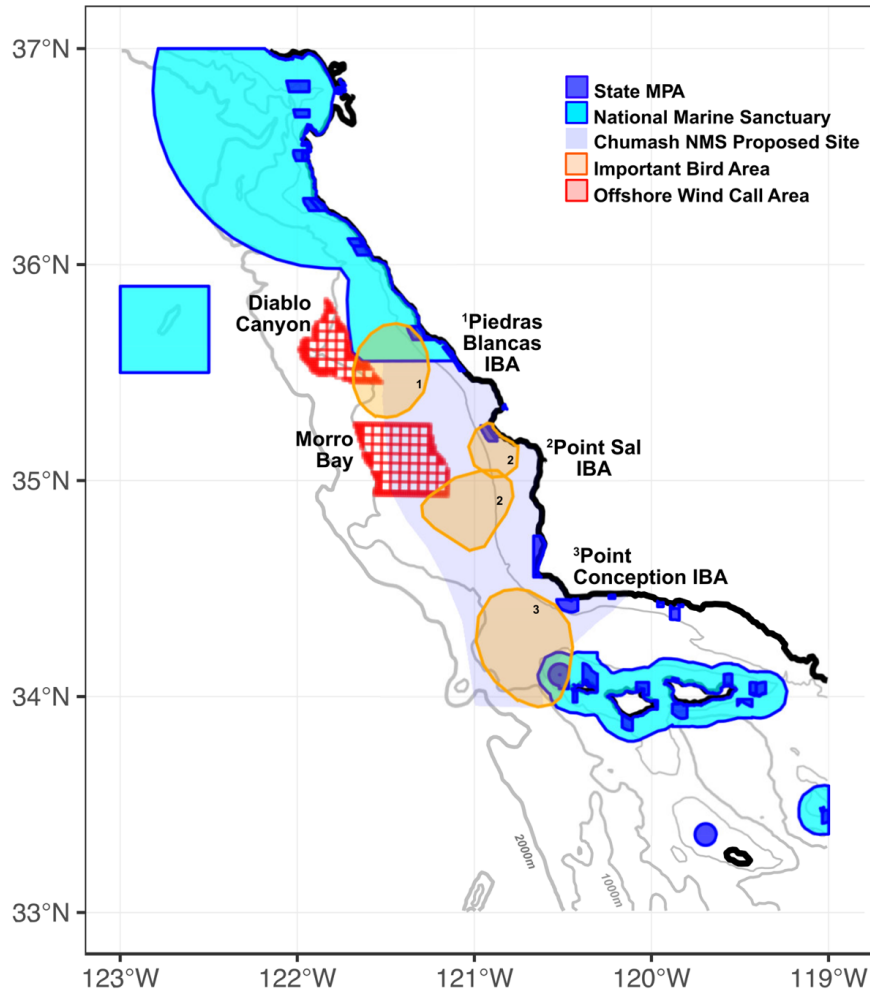 37°N
36°N
35°N
34°N
33°N
State MPA
National Marine Sanctuary
Chumash NMS Proposed Site
Important Bird Area
Offshore Wind Call Area
Diablo
Canyon
¹Piedras
Blancas
IBA
1
Morro
Bay
²Point Sal
IBA
2
2
³Point
Conception IBA
3
2000m
1000m
123°W
122°W
121°W
120°W
119°W